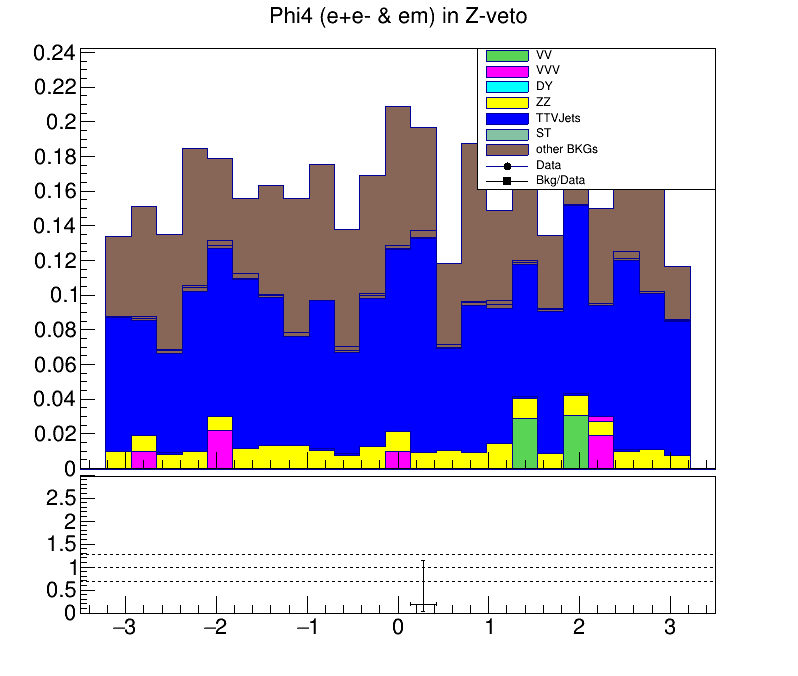 Phi4 (e+e- & em) in Z-veto
0.24
0.22
0.2
0.18
0.16
0.14
0.12
0.1
0.08
0.06
0.04
0.02
0
VV
VVV
DY
ZZ
TTVJets
ST
other BKGs
Data
Bkg/Data
2.5
2
1.5
1
0.5
0
−3 −2 −1 0 1 2 3